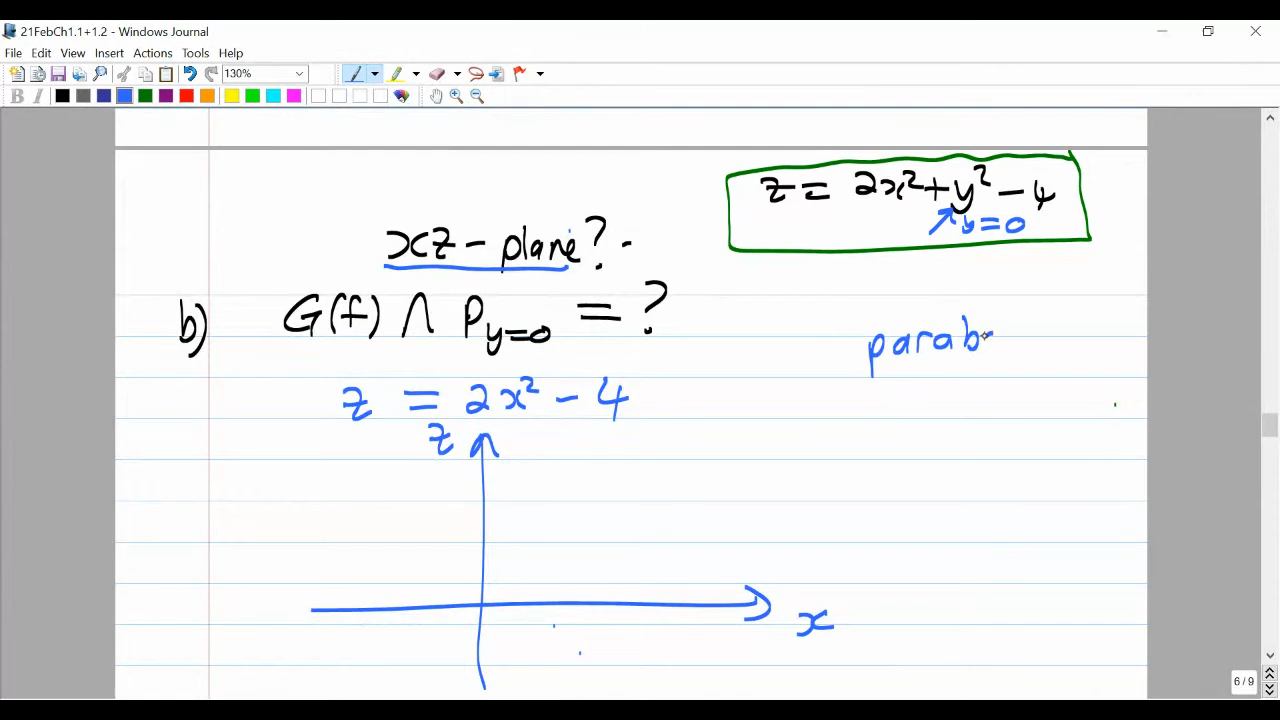 21FebCh1.1+1.2 - Windows Journal
File Edit View Insert Actions Tools Help
130%
B I
z = 2x² + y² - 4
y = 0
xz - plane?
b) G(f) ∩ P_{y=0} = ?
parab
z = 2x² - 4
z
x
6 / 9